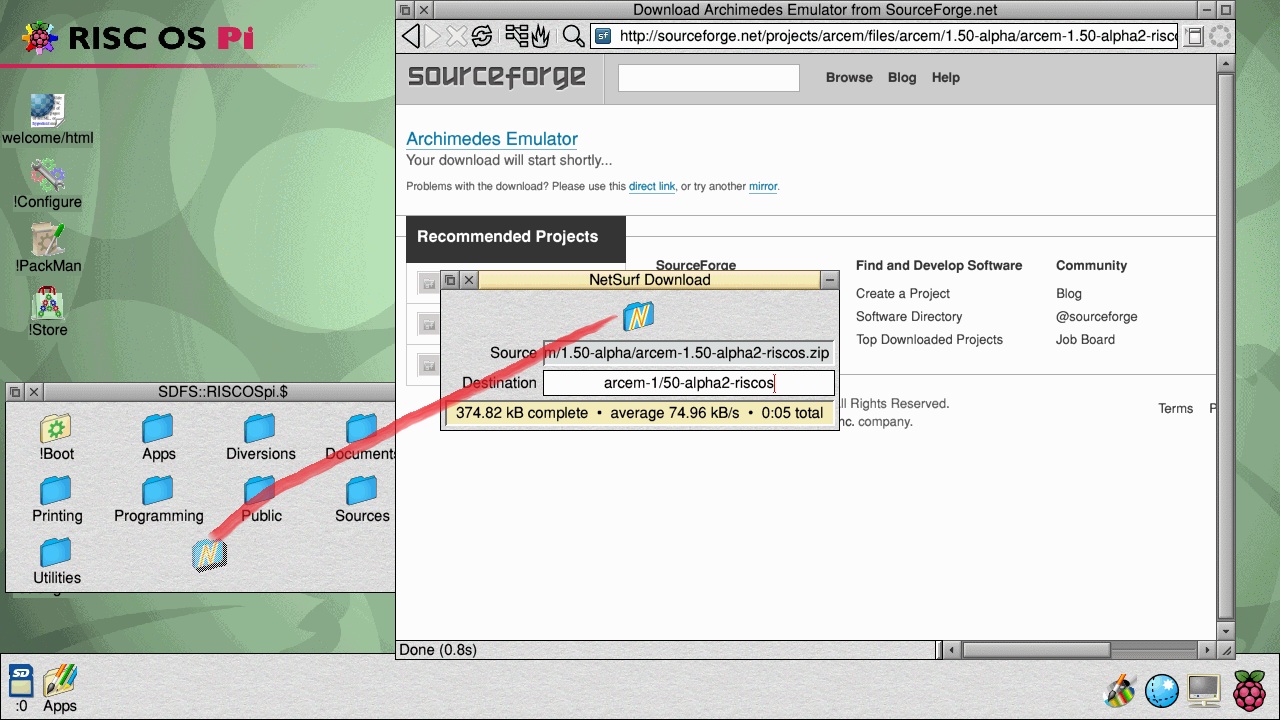 RISC OS Pi
welcome/html
!Configure
!PackMan
!Store
SDFS::RISCOSpi.$
!Boot
Apps
Diversions
Document
Printing
Programming
Public
Sources
Utilities
Download Archimedes Emulator from SourceForge.net
sf
http://sourceforge.net/projects/arcem/files/arcem/1.50-alpha/arcem-1.50-alpha2-risco
sourceforge
Browse
Blog
Help
Archimedes Emulator
Your download will start shortly...
Problems with the download? Please use this direct link, or try another mirror.
Recommended Projects
SourceForge
Find and Develop Software
Community
Create a Project
Blog
Software Directory
@sourceforge
Top Downloaded Projects
Job Board
NetSurf Download
N
Source
m/1.50-alpha/arcem-1.50-alpha2-riscos.zip
Destination
arcem-1/50-alpha2-riscos
374.82 kB complete • average 74.96 kB/s • 0:05 total
ll Rights Reserved.
nc. company.
Terms
P
N
Done (0.8s)
SD
:0
Apps